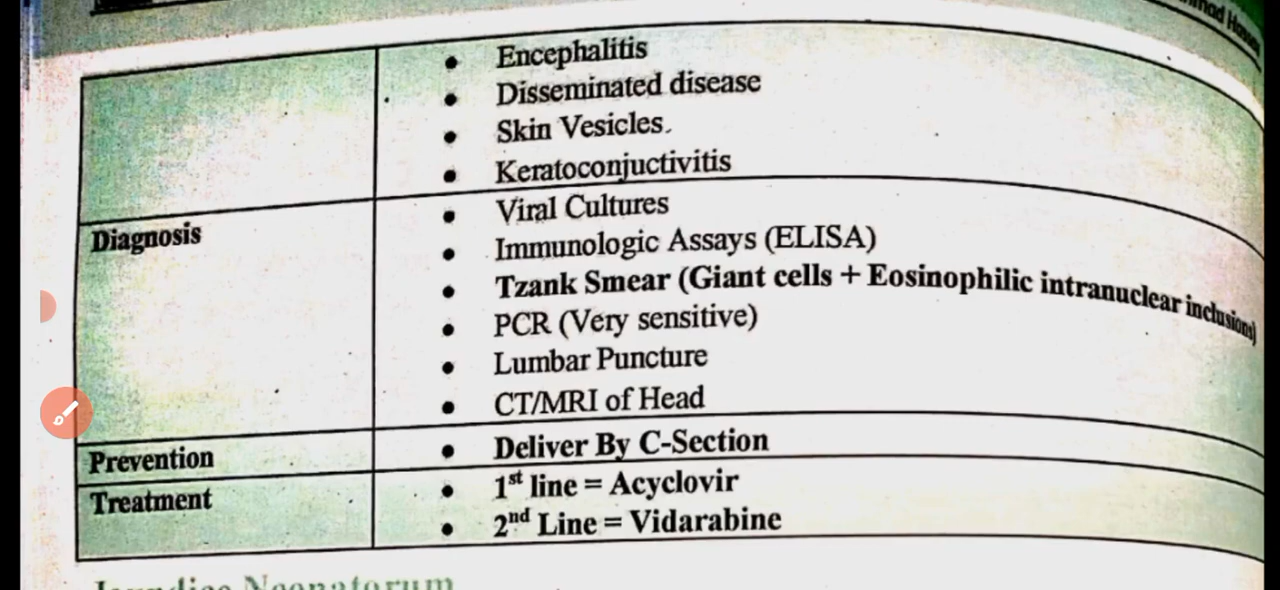 Encephalitis
Disseminated disease
Skin Vesicles.
Keratoconjuctivitis
Diagnosis
Viral Cultures
Immunologic Assays (ELISA)
Tzank Smear (Giant cells + Eosinophilic intranuclear inclusions)
PCR (Very sensitive)
Lumbar Puncture
CT/MRI of Head
Prevention
Deliver By C-Section
Treatment
1st line = Acyclovir
2nd Line = Vidarabine
Neonatorum